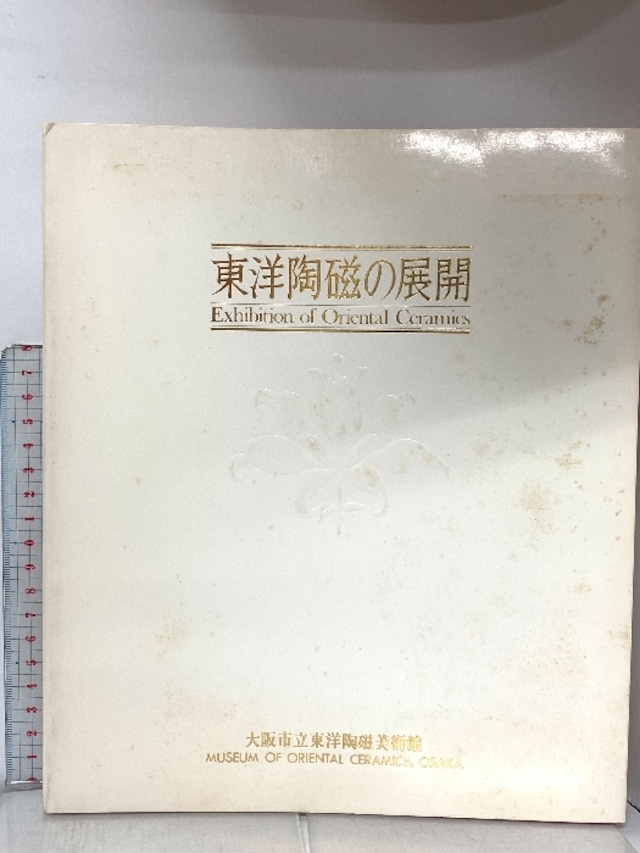 東洋陶磁の展開
Exhibition of Oriental Ceramics
大阪市立東洋陶磁美術館
MUSEUM OF ORIENTAL CERAMICS, OSAKA